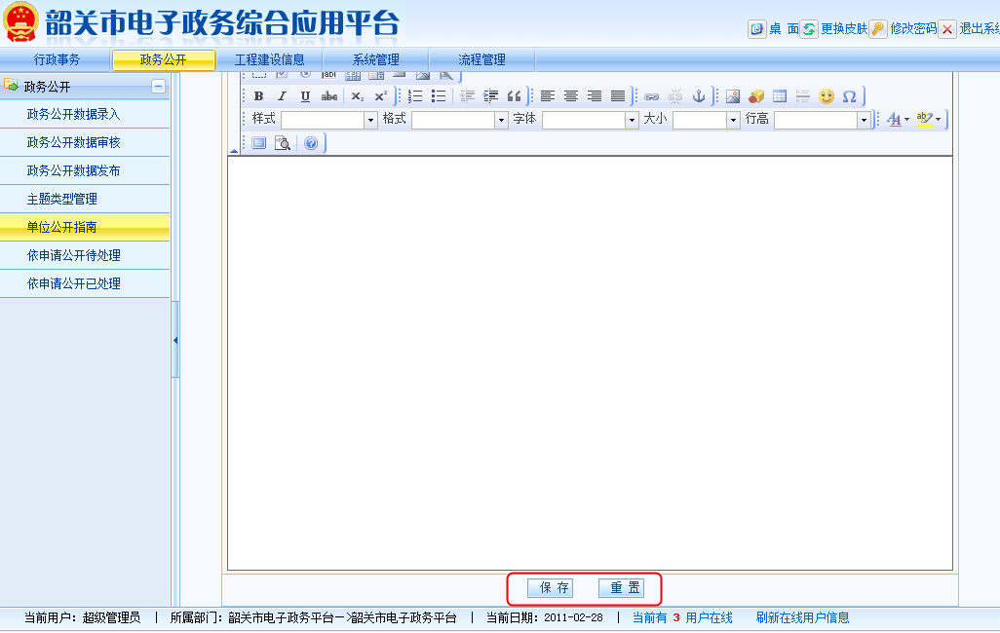 韶关市电子政务综合应用平台
桌 面 更换皮肤 修改密码 退出系统
行政事务 政务公开 工程建设信息 系统管理 流程管理
政务公开
政务公开数据录入
政务公开数据审核
政务公开数据发布
主题类型管理
单位公开指南
依申请公开待处理
依申请公开已处理
B I U abc X₂ X² Ω
样式 格式 字体 大小 行高
保 存 重 置
当前用户：超级管理员 | 所属部门：韶关市电子政务平台－>韶关市电子政务平台 | 当前日期：2011-02-28 | 当前有 3 用户在线 刷新在线用户信息